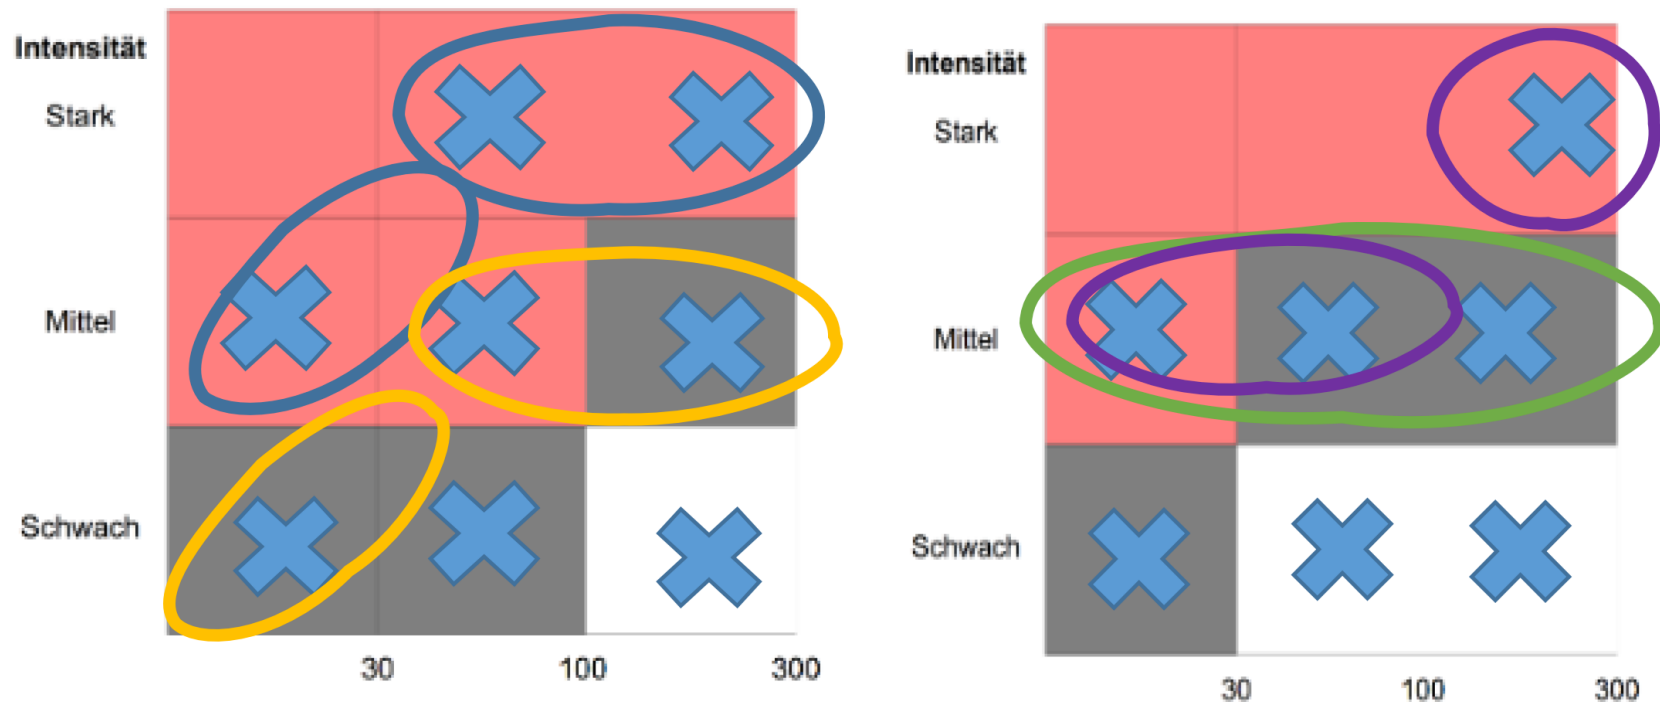 Intensität
Stark
Mittel
Schwach
30 100 300
Intensität
Stark
Mittel
Schwach
30 100 300